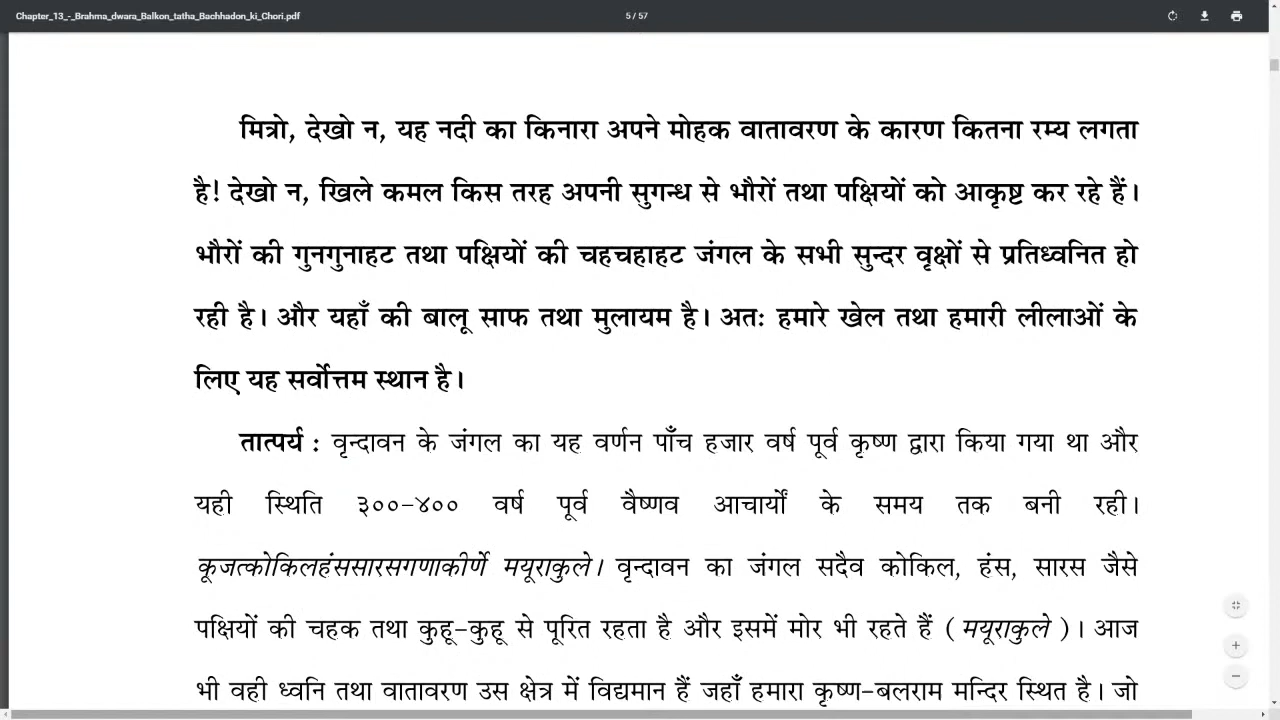 Chapter_13_-_Brahma_dwara_Balkon_tatha_Bachhadon_ki_Chori.pdf
5 / 57
मित्रो, देखो न, यह नदी का किनारा अपने मोहक वातावरण के कारण कितना रम्य लगता
है! देखो न, खिले कमल किस तरह अपनी सुगन्ध से भौरों तथा पक्षियों को आकृष्ट कर रहे हैं।
भौरों की गुनगुनाहट तथा पक्षियों की चहचहाहट जंगल के सभी सुन्दर वृक्षों से प्रतिध्वनित हो
रही है। और यहाँ की बालू साफ तथा मुलायम है। अतः हमारे खेल तथा हमारी लीलाओं के
लिए यह सर्वोत्तम स्थान है।
तात्पर्य : वृन्दावन के जंगल का यह वर्णन पाँच हजार वर्ष पूर्व कृष्ण द्वारा किया गया था और
यही स्थिति ३००-४०० वर्ष पूर्व वैष्णव आचार्यों के समय तक बनी रही।
कूजत्कोकिलहंससारसगणाकीर्णे मयूराकुले। वृन्दावन का जंगल सदैव कोकिल, हंस, सारस जैसे
पक्षियों की चहक तथा कुहू-कुहू से पूरित रहता है और इसमें मोर भी रहते हैं ( मयूराकुले )। आज
भी वही ध्वनि तथा वातावरण उस क्षेत्र में विद्यमान हैं जहाँ हमारा कृष्ण-बलराम मन्दिर स्थित है। जो